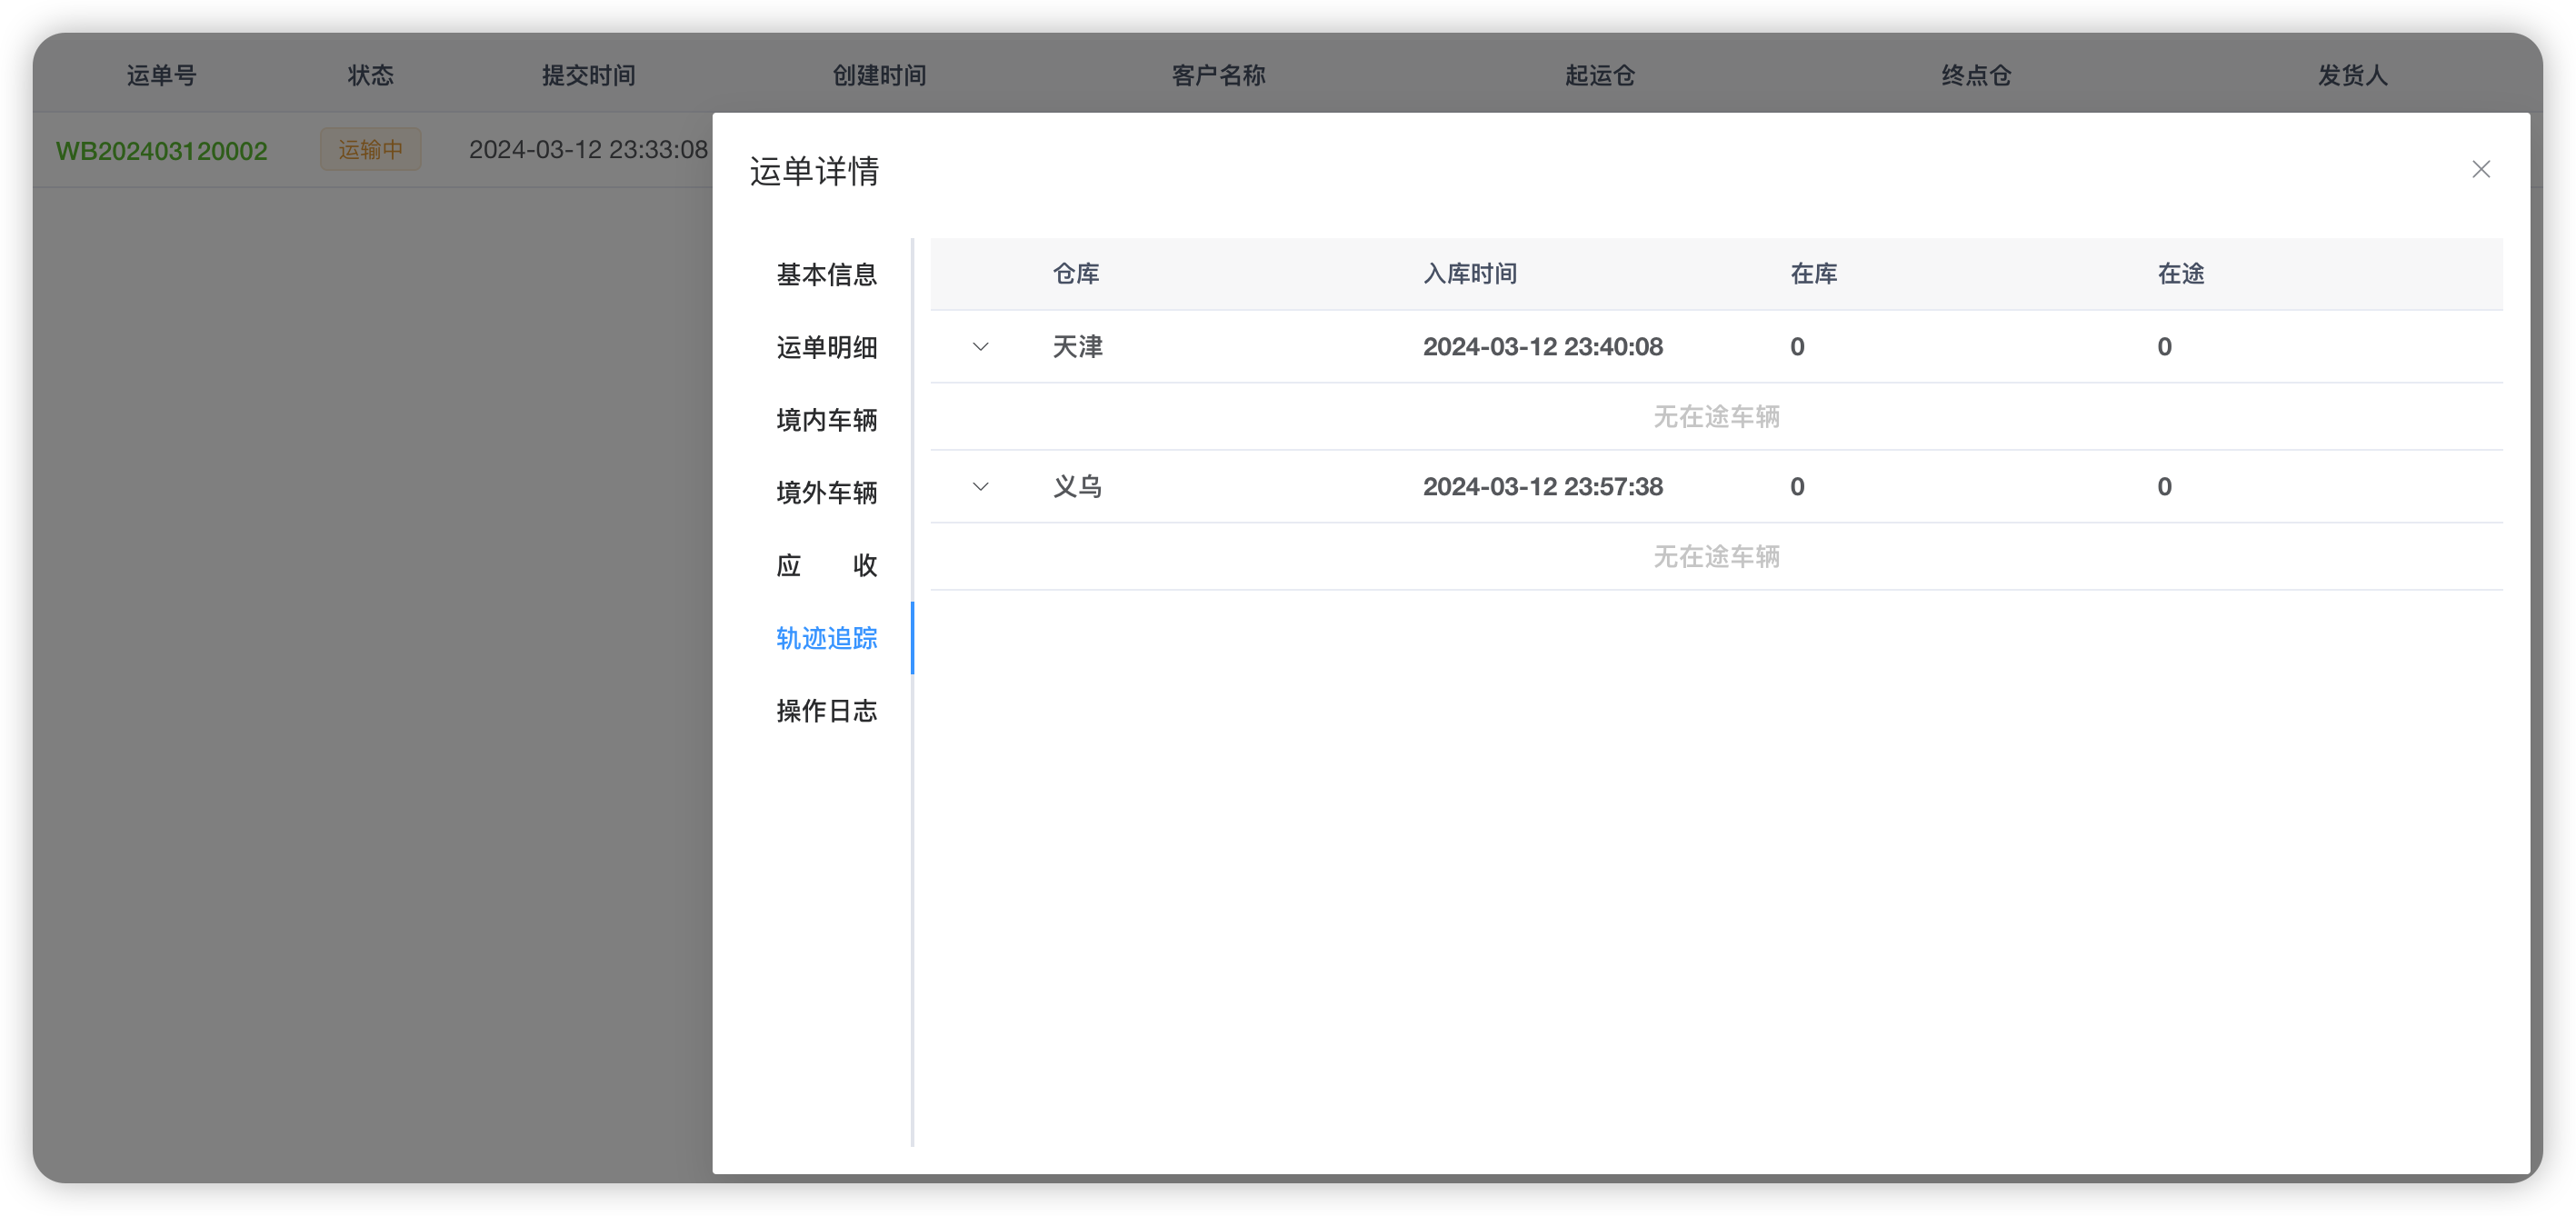 运单号 状态 提交时间 创建时间 客户名称 起运仓 终点仓 发货人
WB202403120002 运输中 2024-03-12 23:33:08
运单详情
基本信息
运单明细
境内车辆
境外车辆
应 收
轨迹追踪
操作日志
仓库 入库时间 在库 在途
天津 2024-03-12 23:40:08 0 0
无在途车辆
义乌 2024-03-12 23:57:38 0 0
无在途车辆